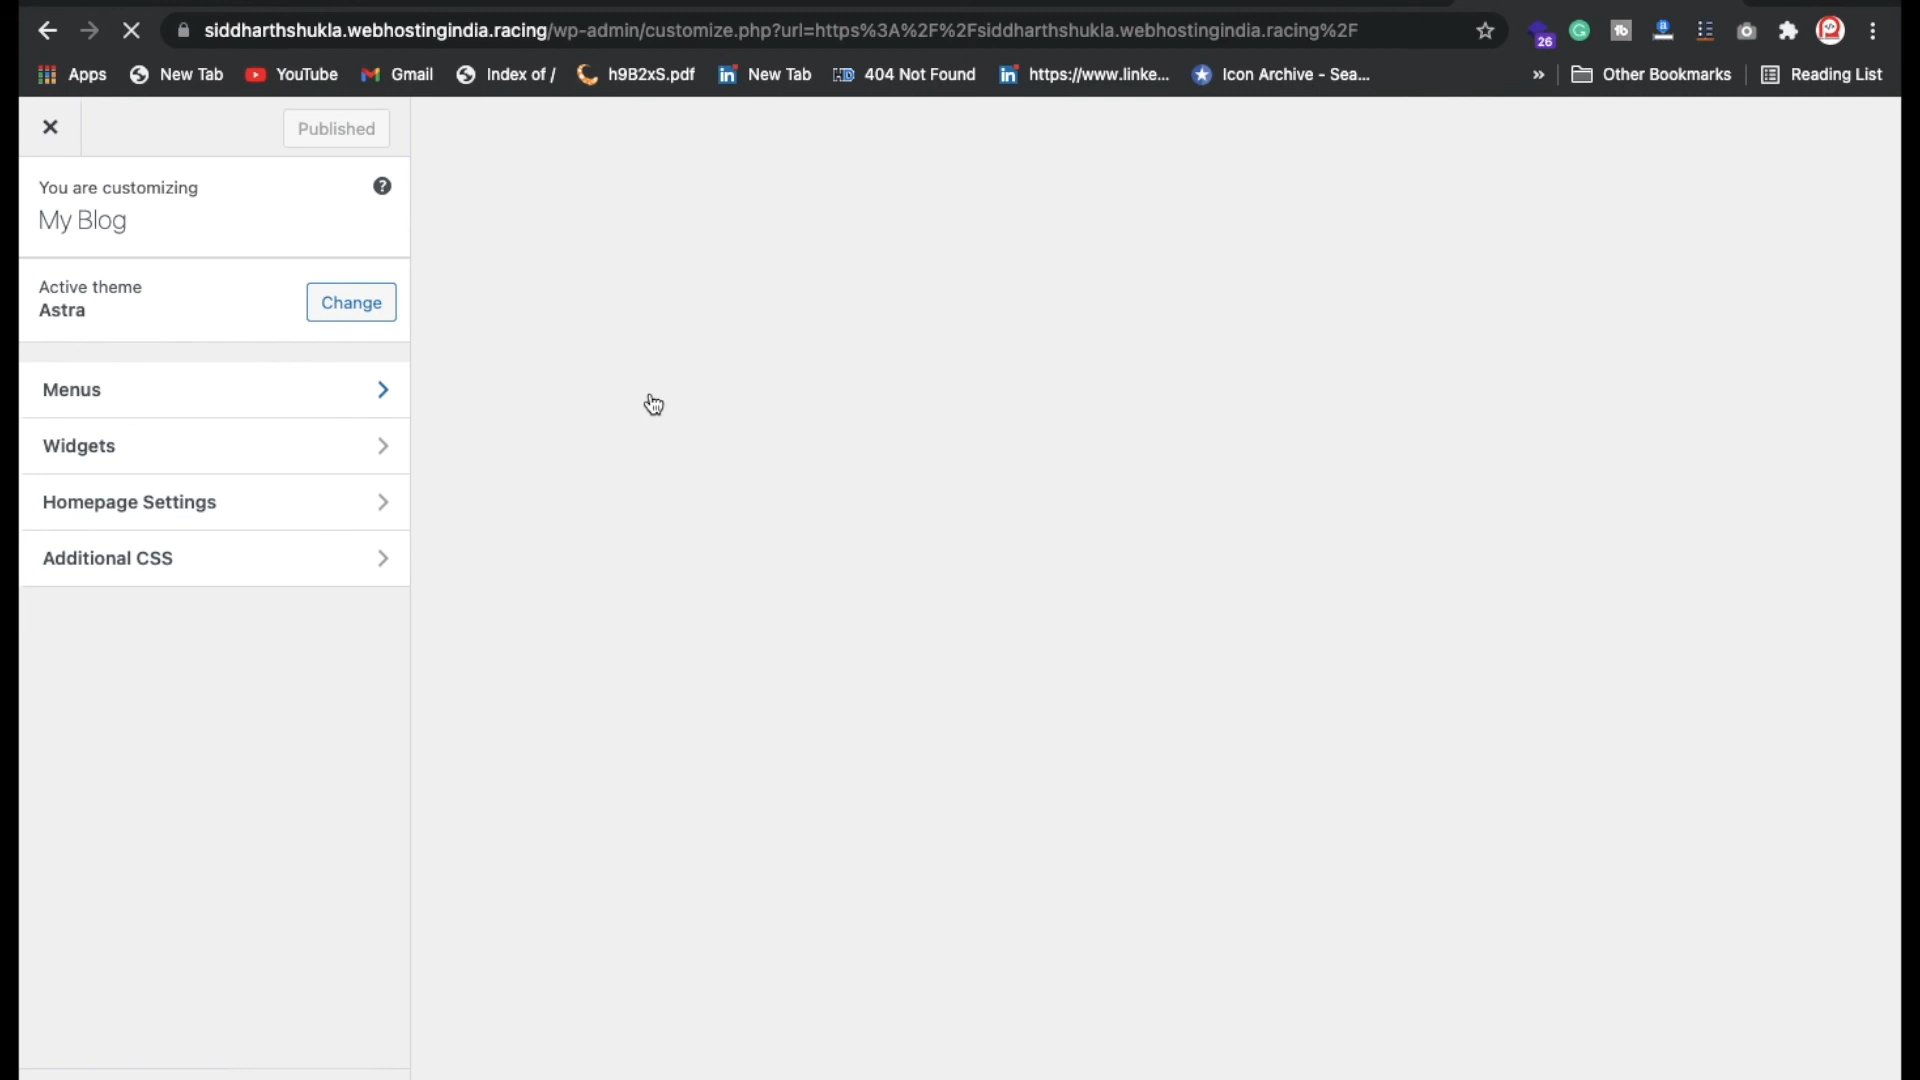 siddharthshukla.webhostingindia.racing/wp-admin/customize.php?url=https%3A%2F%2Fsiddharthshukla.webhostingindia.racing%2F
26
Apps New Tab YouTube Gmail Index of / h9B2xS.pdf New Tab 404 Not Found https://www.linke... Icon Archive - Sea... » Other Bookmarks Reading List
Published
You are customizing
My Blog
Active theme
Astra
Change
Menus
Widgets
Homepage Settings
Additional CSS